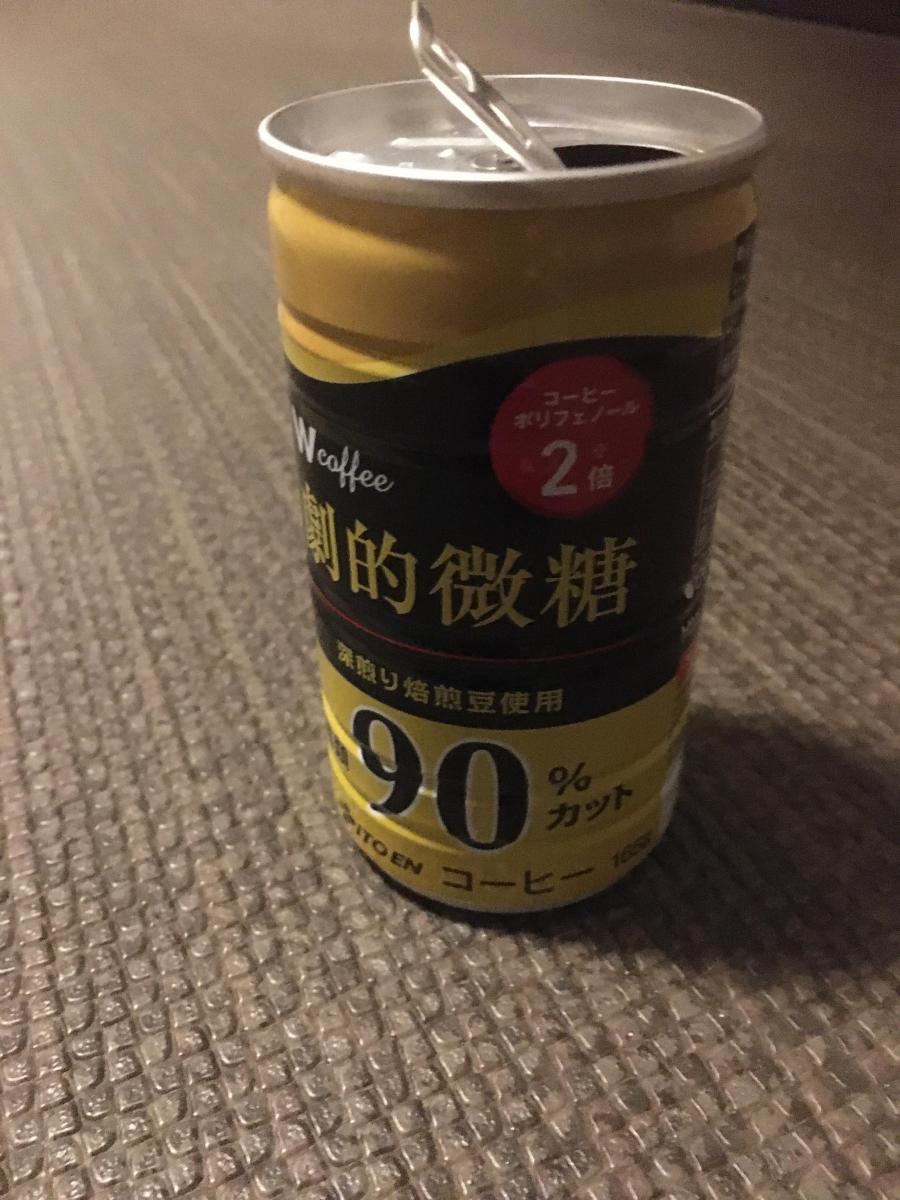 コーヒー
ポリフェノール
2倍
W coffee
劇的微糖
深煎り焙煎豆使用
90%
カット
ITOEN コーヒー 165g